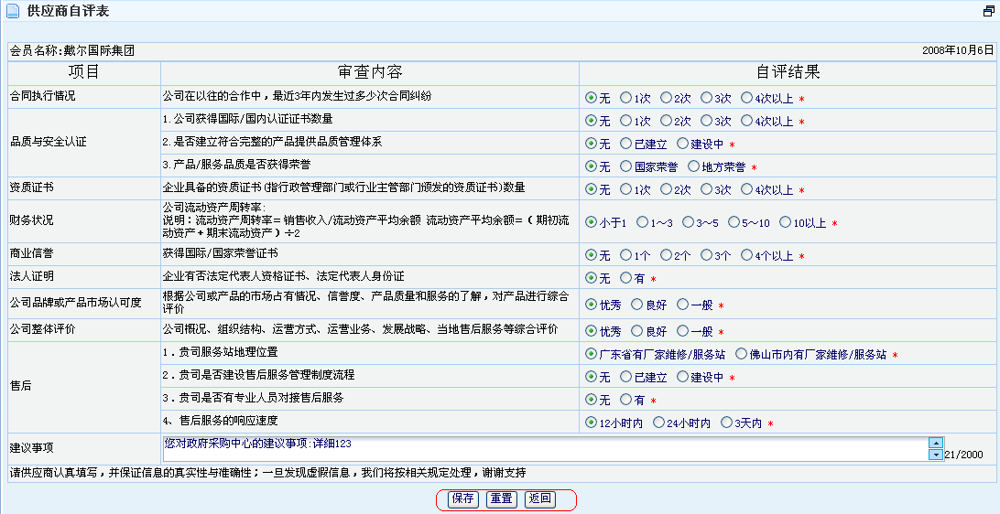 供应商自评表
会员名称:戴尔国际集团 2008年10月6日
项目 审查内容 自评结果
合同执行情况 公司在以往的合作中，最近3年内发生过多少次合同纠纷 无 1次 2次 3次 4次以上 *
品质与安全认证
1.公司获得国际/国内认证证书数量 无 1次 2次 3次 4次以上 *
2.是否建立符合完整的产品提供品质管理体系 无 已建立 建设中 *
3.产品/服务品质是否获得荣誉 无 国家荣誉 地方荣誉 *
资质证书 企业具备的资质证书(指行政管理部门或行业主管部门颁发的资质证书)数量 无 1次 2次 3次 4次以上 *
财务状况
公司流动资产周转率:
说明：流动资产周转率＝销售收入/流动资产平均余额 流动资产平均余额＝（期初流
动资产＋期末流动资产）÷2
小于1 1～3 3～5 5～10 10以上 *
商业信誉 获得国际/国家荣誉证书 无 1个 2个 3个 4个以上 *
法人证明 企业有否法定代表人资格证书、法定代表人身份证 无 有 *
公司品牌或产品市场认可度
根据公司或产品的市场占有情况、信誉度、产品质量和服务的了解，对产品进行综合
评价
优秀 良好 一般 *
公司整体评价 公司概况、组织结构、运营方式、运营业务、发展战略、当地售后服务等综合评价 优秀 良好 一般 *
售后
1．贵司服务站地理位置 广东省有厂家维修/服务站 佛山市内有厂家维修/服务站 *
2．贵司是否建设售后服务管理制度流程 无 已建立 建设中 *
3．贵司是否有专业人员对接售后服务 无 有 *
4、售后服务的响应速度 12小时内 24小时内 3天内 *
建议事项 您对政府采购中心的建议事项:详细123 21/2000
请供应商认真填写，并保证信息的真实性与准确性；一旦发现虚假信息，我们将按相关规定处理，谢谢支持
保存 重置 返回